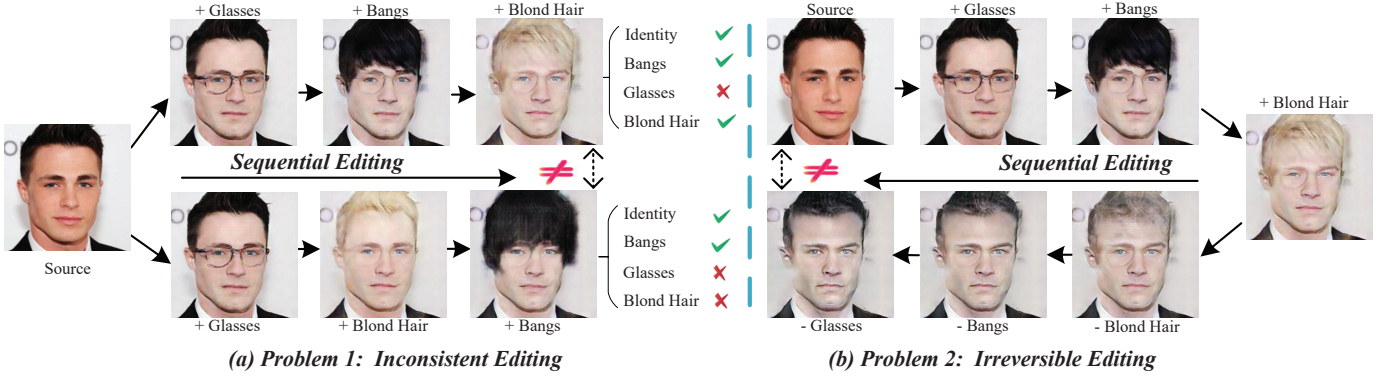 + Glasses
+ Bangs
+ Blond Hair
Identity
Bangs
Glasses
Blond Hair
Sequential Editing
≠
Source
Identity
Bangs
Glasses
Blond Hair
+ Glasses
+ Blond Hair
+ Bangs
(a) Problem 1: Inconsistent Editing
Source
+ Glasses
+ Bangs
+ Blond Hair
≠
Sequential Editing
- Glasses
- Bangs
- Blond Hair
(b) Problem 2: Irreversible Editing